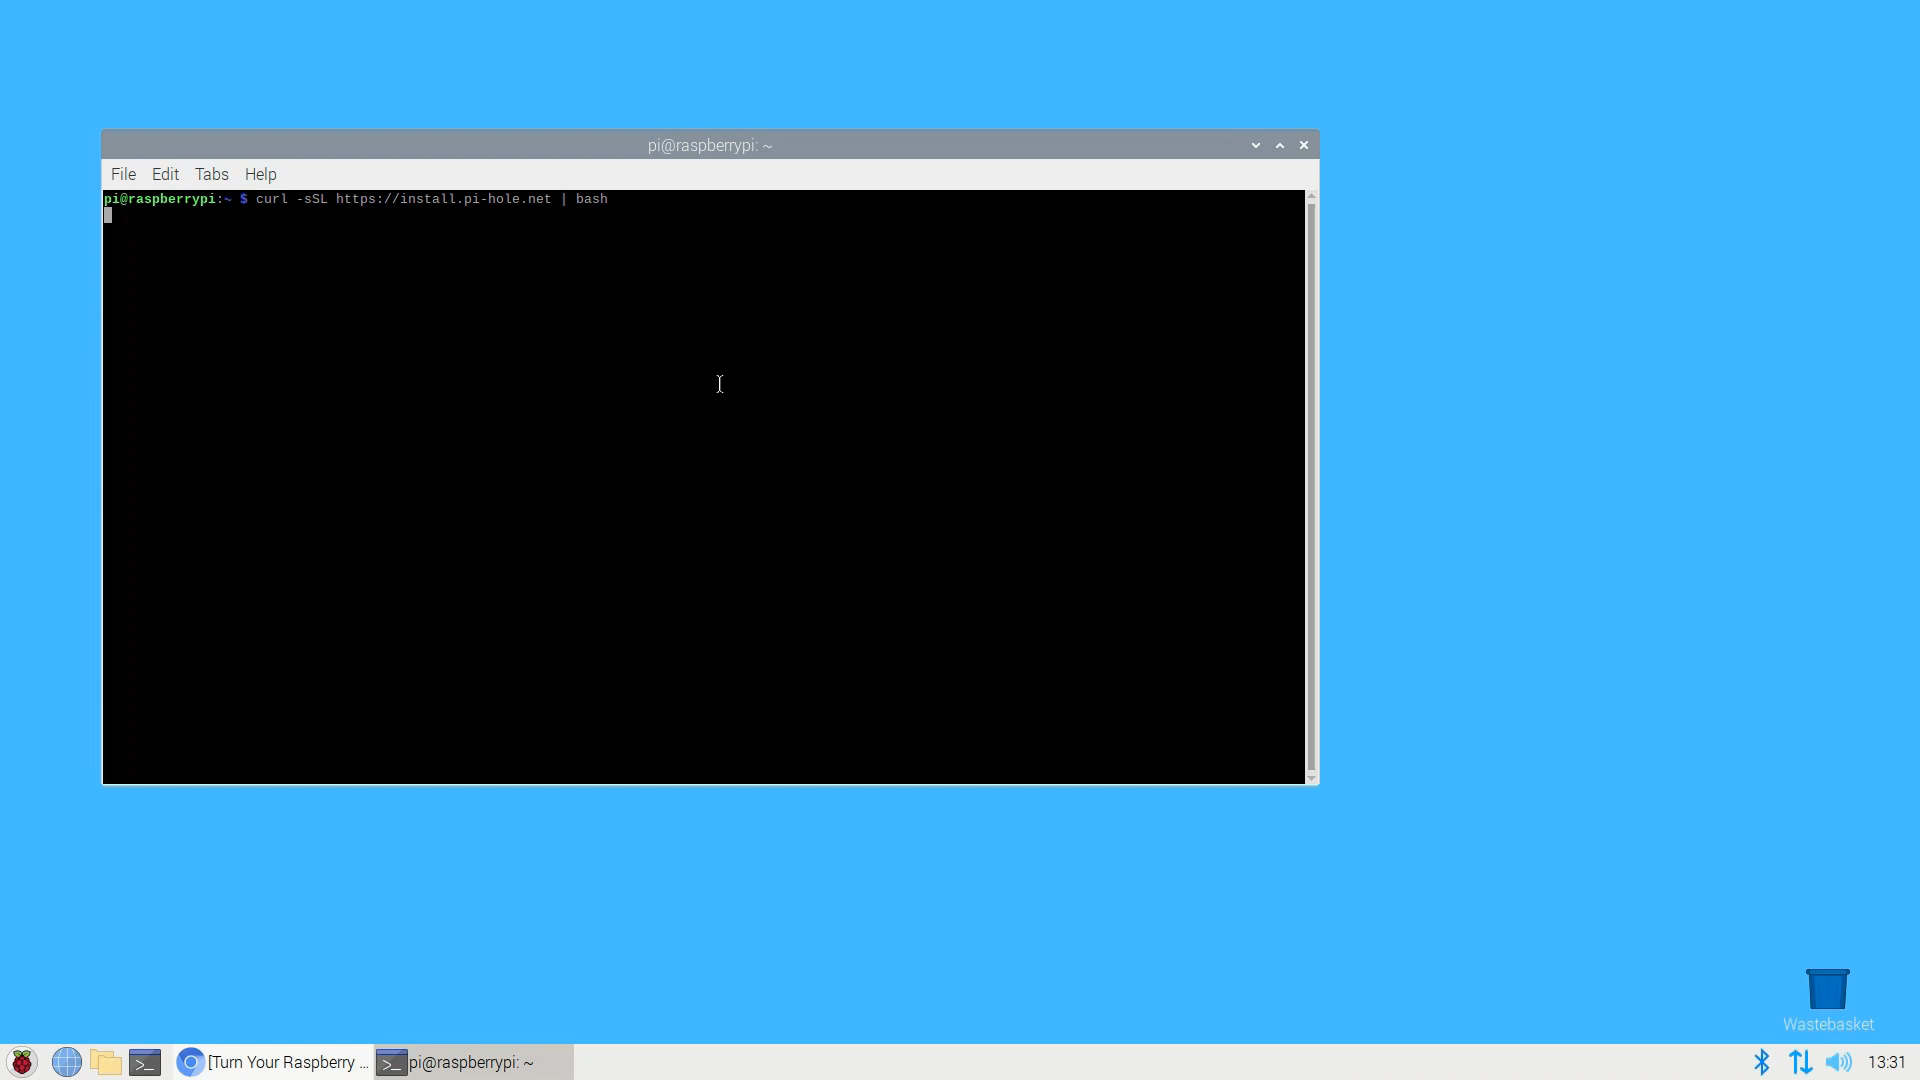 pi@raspberrypi: ~
File Edit Tabs Help
pi@raspberrypi:~ $ curl -sSL https://install.pi-hole.net | bash
Wastebasket
[Turn Your Raspberry ... pi@raspberrypi: ~ 13:31